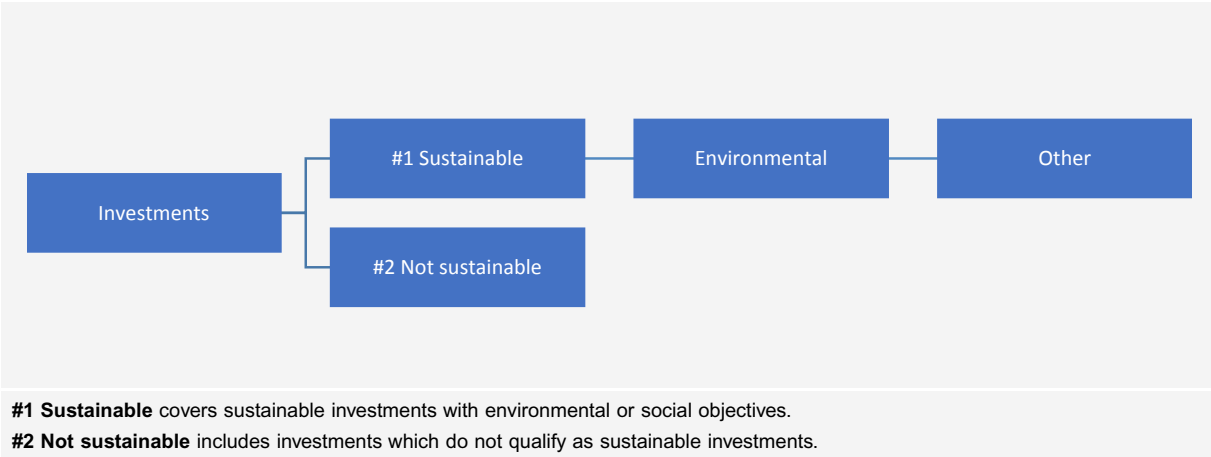 #1 Sustainable
Environmental
Other
Investments
#2 Not sustainable
#1 Sustainable covers sustainable investments with environmental or social objectives.
#2 Not sustainable includes investments which do not qualify as sustainable investments.